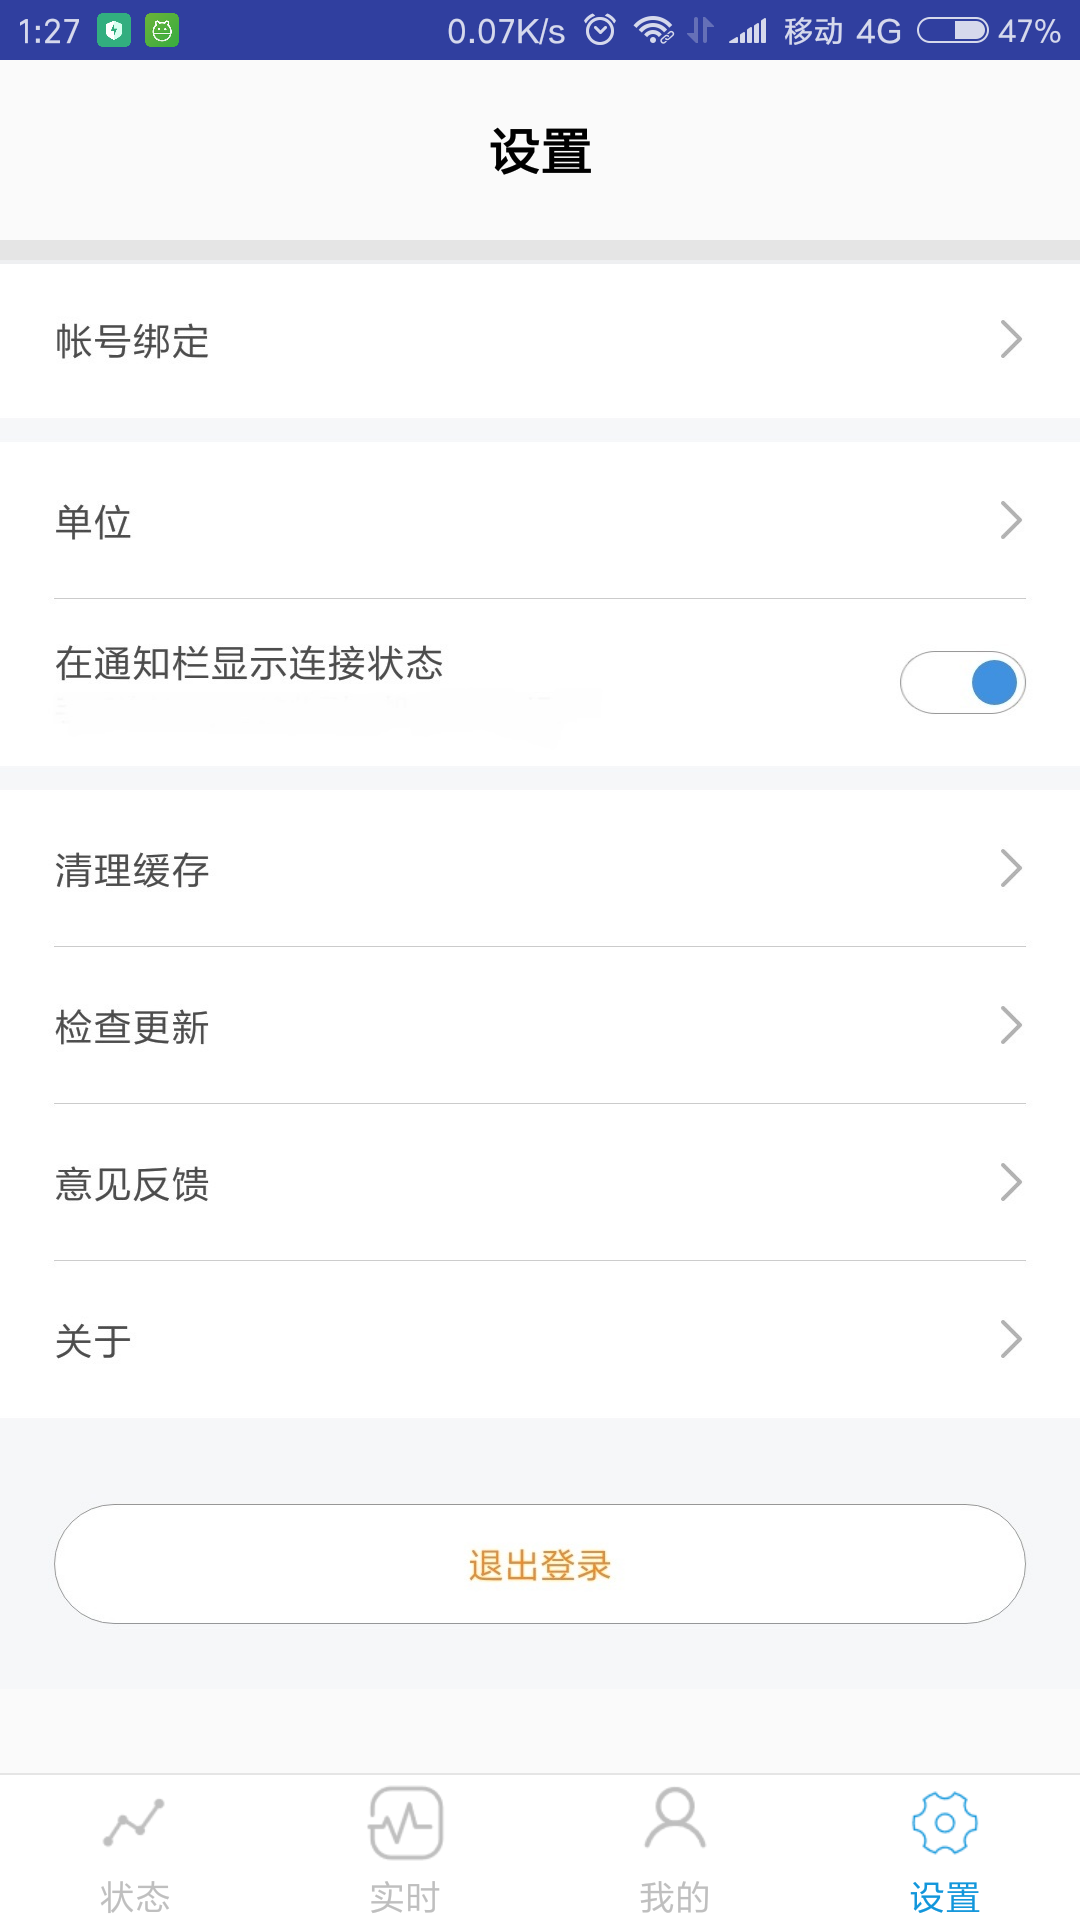 1:27 0.07K/s 移动 4G 47%
设置
帐号绑定
单位
在通知栏显示连接状态
清理缓存
检查更新
意见反馈
关于
退出登录
状态 实时 我的 设置